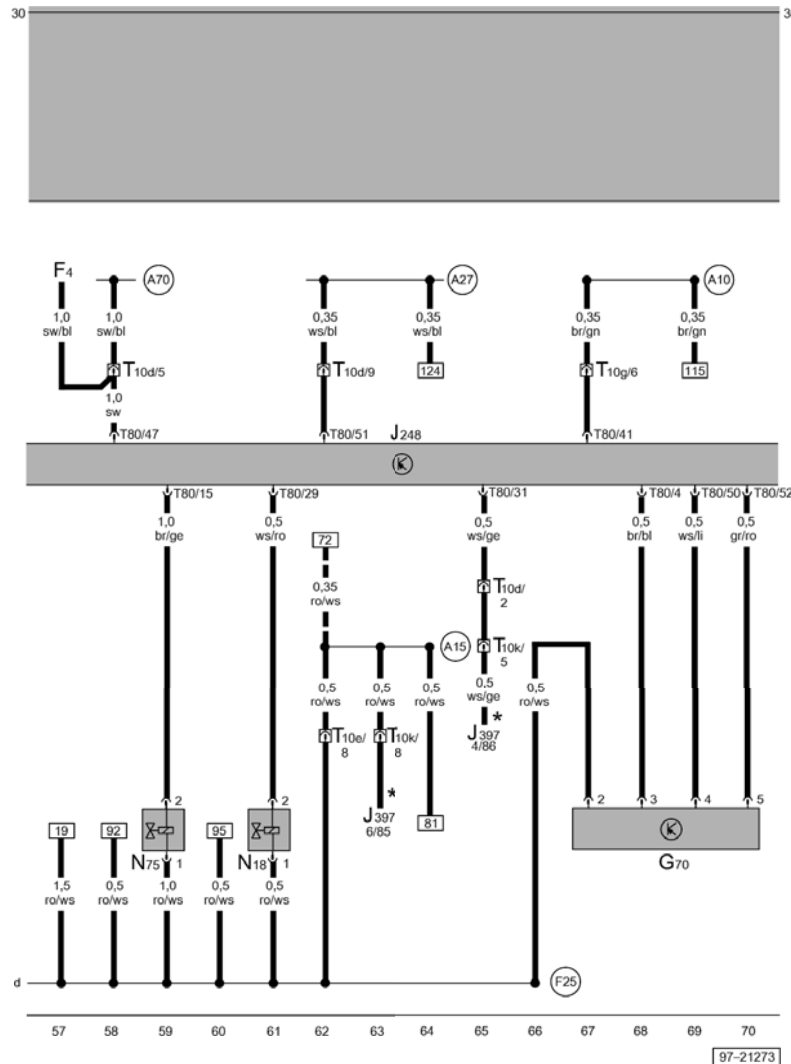 30 3
F4 A70 A27 A10
1,0 1,0 0,35 0,35 0,35 0,35
sw/bl sw/bl ws/bl ws/bl br/gn br/gn
T10d/5 T10d/9 124 T10g/6 115
1,0
sw
T80/47 T80/51 J248 T80/41
T80/15 T80/29 T80/31 T80/4 T80/50 T80/52
1,0 0,5 0,5 0,5 0,5 0,5
br/ge ws/ro ws/ge br/bl ws/li gr/ro
72
0,35
ro/ws
T10d/
2
A15 T10k/
5
0,5 0,5 0,5 0,5 0,5
ro/ws ro/ws ro/ws ws/ge ro/ws
T10e/
8
T10k/
8
J397 *
4/86
*
J397
6/85
81
2 2 2 3 4 5
19 92 95
N75 1 N18 1 G70
1,5 0,5 1,0 0,5 0,5
ro/ws ro/ws ro/ws ro/ws ro/ws
d F25
57 58 59 60 61 62 63 64 65 66 67 68 69 70
97-21273